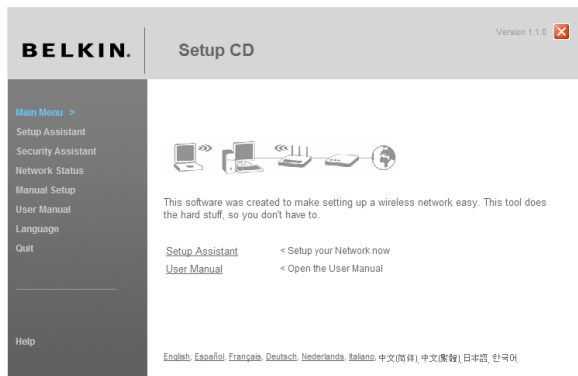 Version 1.1.0
BELKIN.
Setup CD
Main Menu >
Setup Assistant
Security Assistant
Network Status
Manual Setup
User Manual
Language
Quit
Help
This software was created to make setting up a wireless network easy. This tool does
the hard stuff, so you don't have to.
Setup Assistant < Setup your Network now
User Manual < Open the User Manual
English, Español, Français, Deutsch, Nederlands, Italiano, 中文(简体), 中文(繁體), 日本語, 한국어,